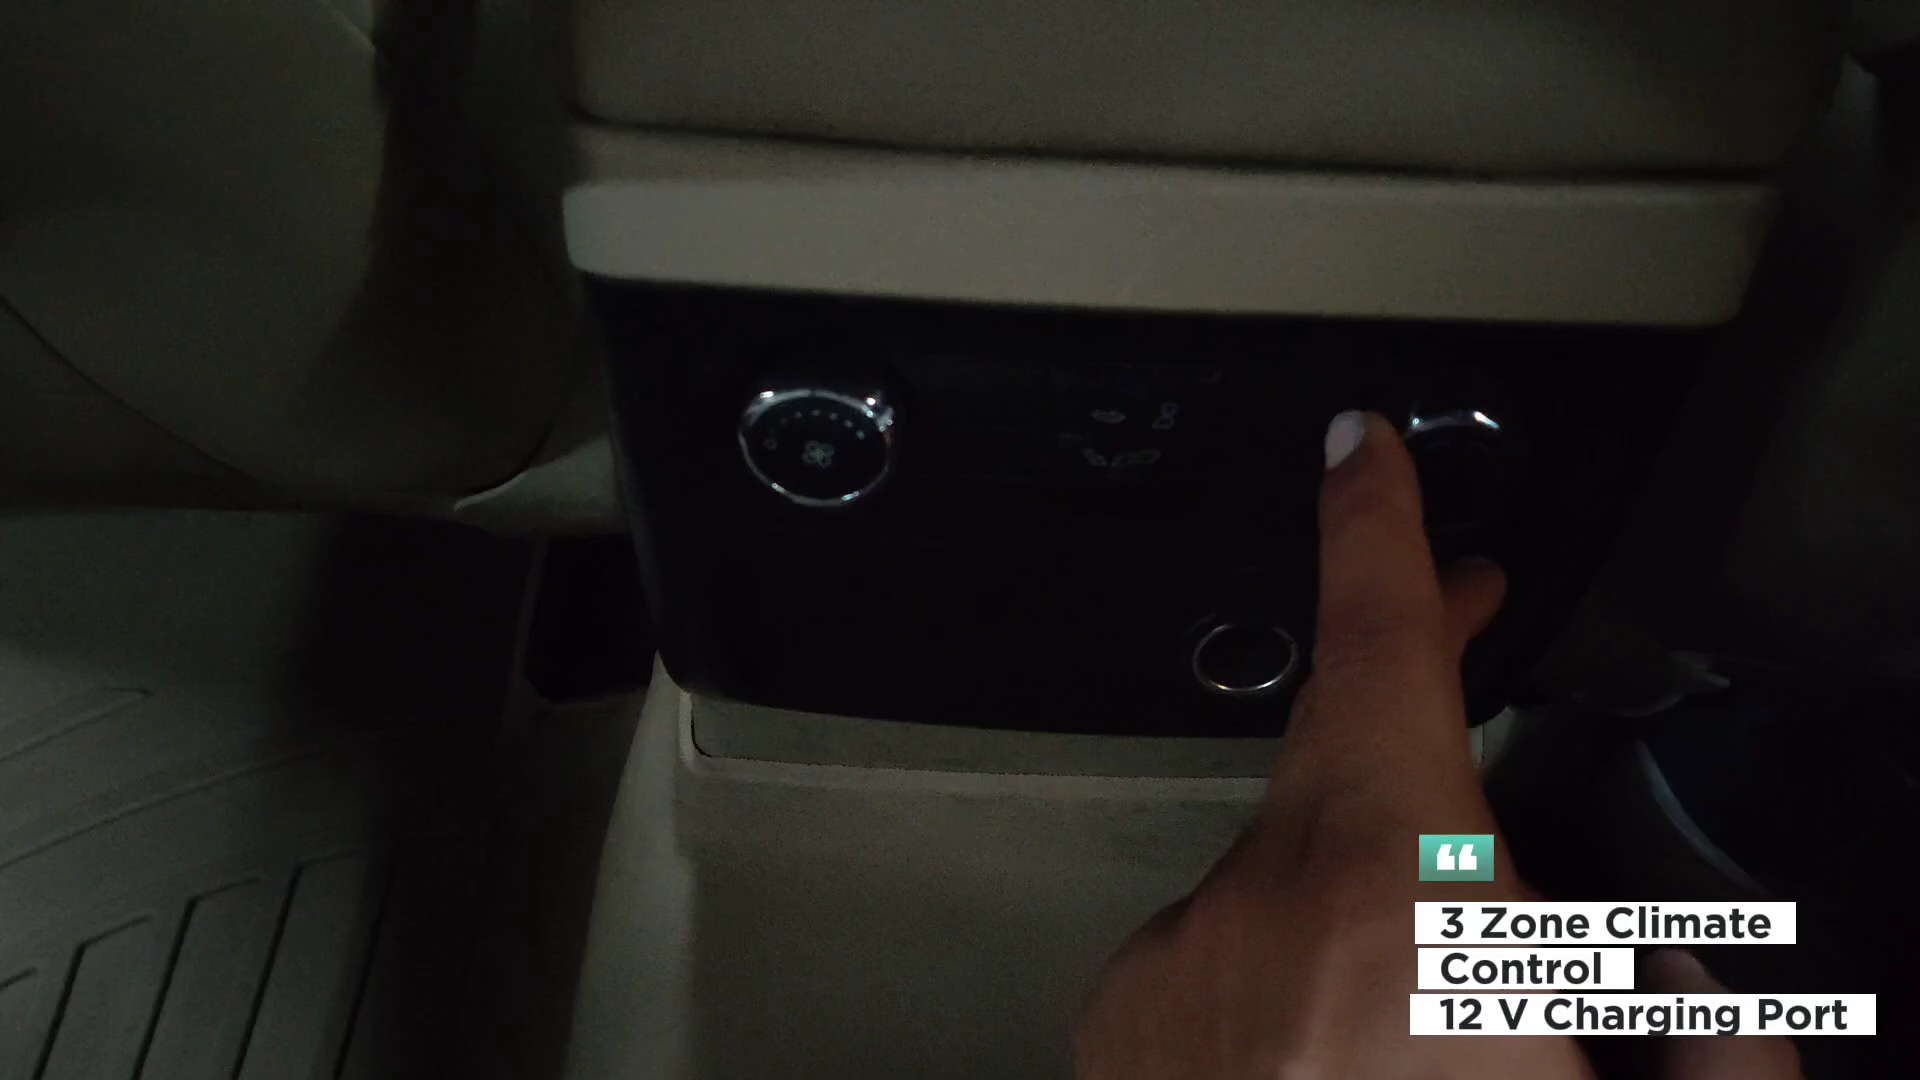 3 Zone Climate
Control
12 V Charging Port